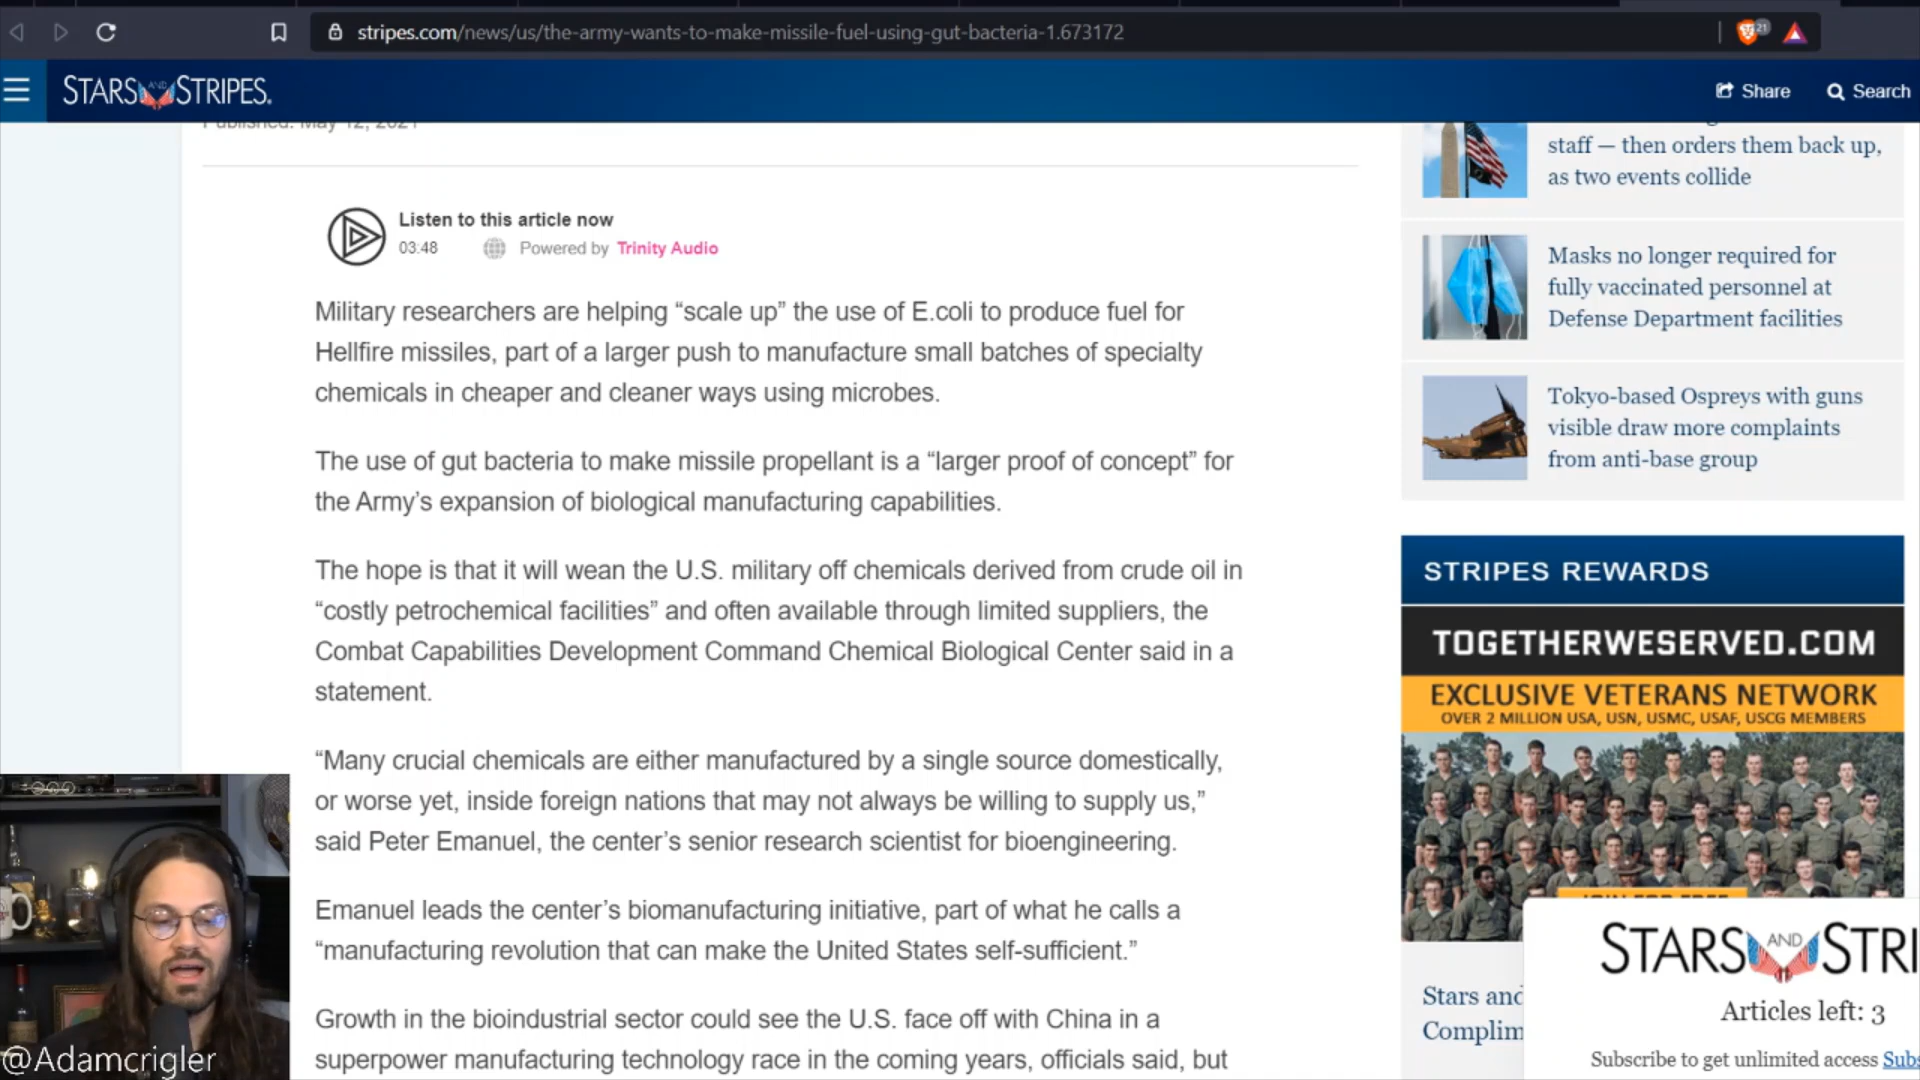 stripes.com/news/us/the-army-wants-to-make-missile-fuel-using-gut-bacteria-1.673172
21
STARS AND STRIPES.
Share
Search
Published: May 12, 2021
Listen to this article now
03:48
Powered by Trinity Audio
Military researchers are helping “scale up” the use of E.coli to produce fuel for
Hellfire missiles, part of a larger push to manufacture small batches of specialty
chemicals in cheaper and cleaner ways using microbes.
The use of gut bacteria to make missile propellant is a “larger proof of concept” for
the Army’s expansion of biological manufacturing capabilities.
The hope is that it will wean the U.S. military off chemicals derived from crude oil in
“costly petrochemical facilities” and often available through limited suppliers, the
Combat Capabilities Development Command Chemical Biological Center said in a
statement.
“Many crucial chemicals are either manufactured by a single source domestically,
or worse yet, inside foreign nations that may not always be willing to supply us,”
said Peter Emanuel, the center’s senior research scientist for bioengineering.
Emanuel leads the center’s biomanufacturing initiative, part of what he calls a
“manufacturing revolution that can make the United States self-sufficient.”
Growth in the bioindustrial sector could see the U.S. face off with China in a
superpower manufacturing technology race in the coming years, officials said, but
staff — then orders them back up,
as two events collide
Masks no longer required for
fully vaccinated personnel at
Defense Department facilities
Tokyo-based Ospreys with guns
visible draw more complaints
from anti-base group
STRIPES REWARDS
TOGETHERWESERVED.COM
EXCLUSIVE VETERANS NETWORK
OVER 2 MILLION USA, USN, USMC, USAF, USCG MEMBERS
JOIN FOR FREE
Stars and
Complim
STARS AND STRI
Articles left: 3
Subscribe to get unlimited access Subs
@Adamcrigler